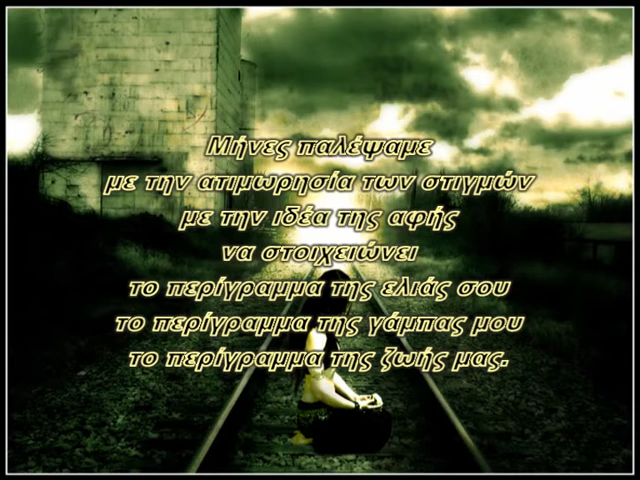 Μήνες παλέψαμε
με την ατιμωρησία των στιγμών
με την ιδέα της αφής
να στοιχειώνει
το περίγραμμα της ελιάς σου
το περίγραμμα της γάμπας μου
το περίγραμμα της ζωής μας.